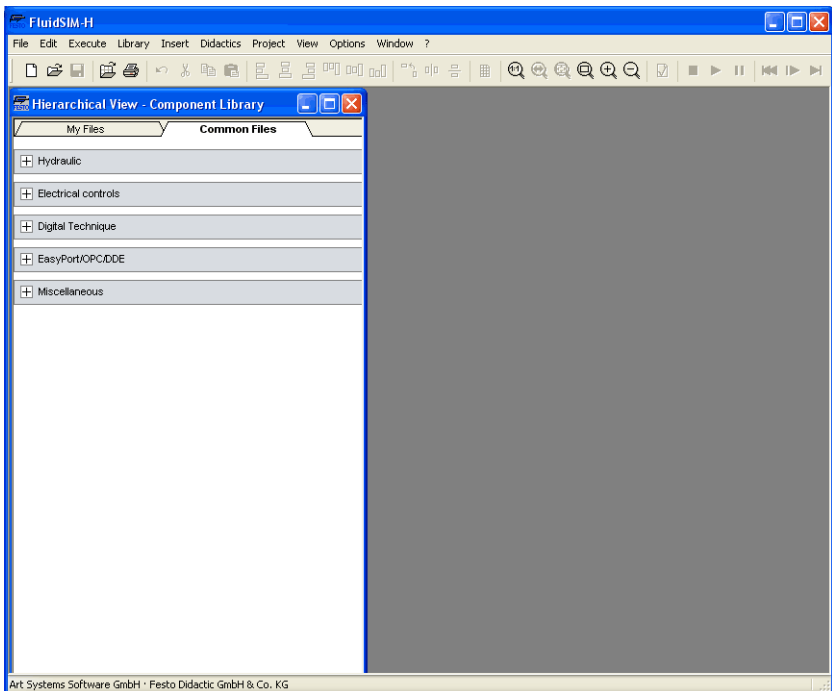 FluidSIM-H
File Edit Execute Library Insert Didactics Project View Options Window ?
Hierarchical View - Component Library
My Files Common Files
Hydraulic
Electrical controls
Digital Technique
EasyPort/OPC/DDE
Miscellaneous
Art Systems Software GmbH · Festo Didactic GmbH & Co. KG